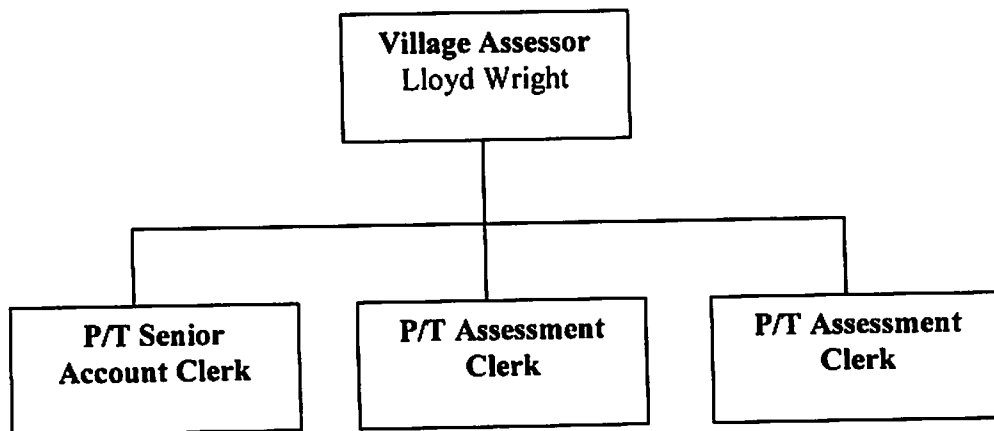 Village Assessor
Lloyd Wright
P/T Senior
Account Clerk
P/T Assessment
Clerk
P/T Assessment
Clerk